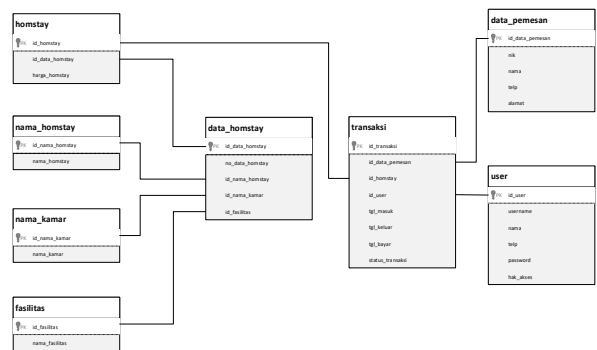 homstay
PK id_homstay
id_data_homstay
harga_homstay
nama_homstay
PK id_nama_homstay
nama_homstay
nama_kamar
PK id_nama_kamar
nama_kamar
fasilitas
PK id_fasilitas
nama_fasilitas
data_homstay
PK id_data_homstay
no_data_homstay
id_nama_homstay
id_nama_kamar
id_fasilitas
transaksi
PK id_transaksi
id_data_pemesan
id_homstay
id_user
tgl_masuk
tgl_keluar
tgl_bayar
status_transaksi
data_pemesan
PK id_data_pemesan
nik
nama
telp
alamat
user
PK id_user
username
nama
telp
password
hak_akses